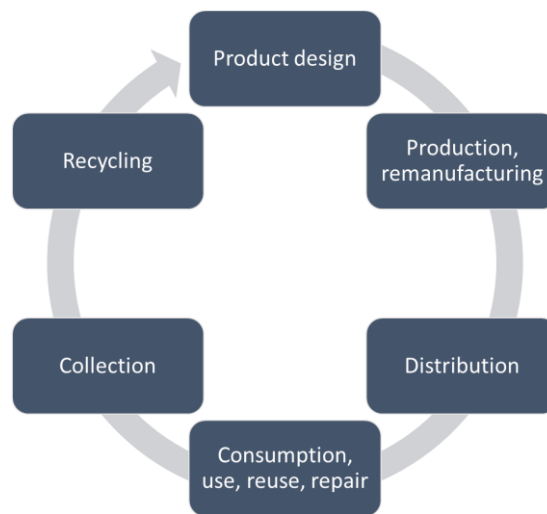 Product design
Production,
remanufacturing
Distribution
Consumption,
use, reuse, repair
Collection
Recycling